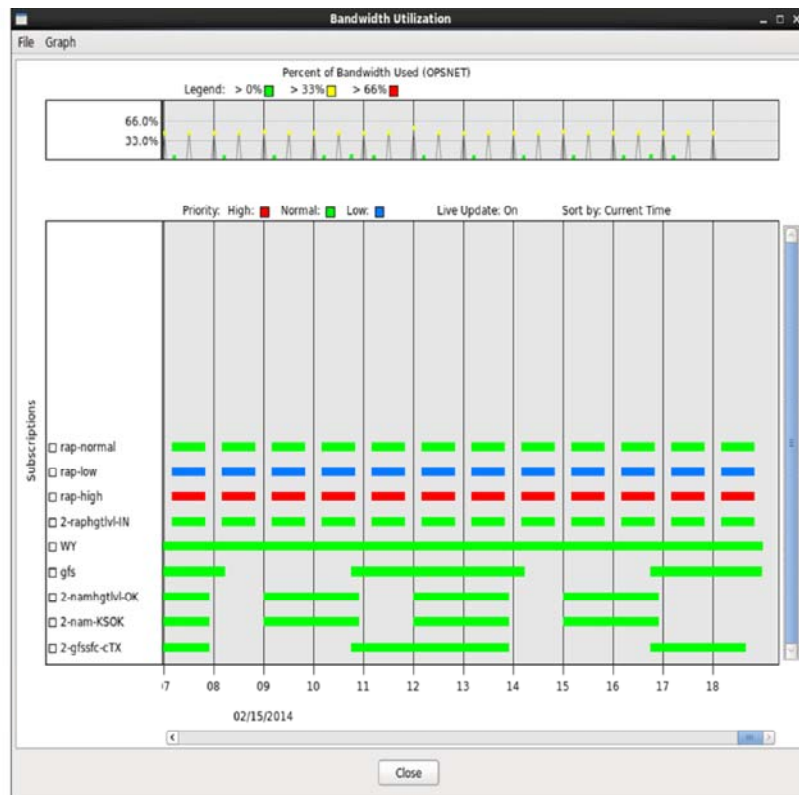 Bandwidth Utilization
File Graph
Percent of Bandwidth Used (OPSNET)
Legend: > 0% > 33% > 66%
66.0%
33.0%
Priority: High: Normal: Low: Live Update: On Sort by: Current Time
Subscriptions
rap-normal
rap-low
rap-high
2-raphgtlvl-IN
WY
gfs
2-namhgtlvl-OK
2-nam-KSOK
2-gfssfc-cTX
07 08 09 10 11 12 13 14 15 16 17 18
02/15/2014
Close